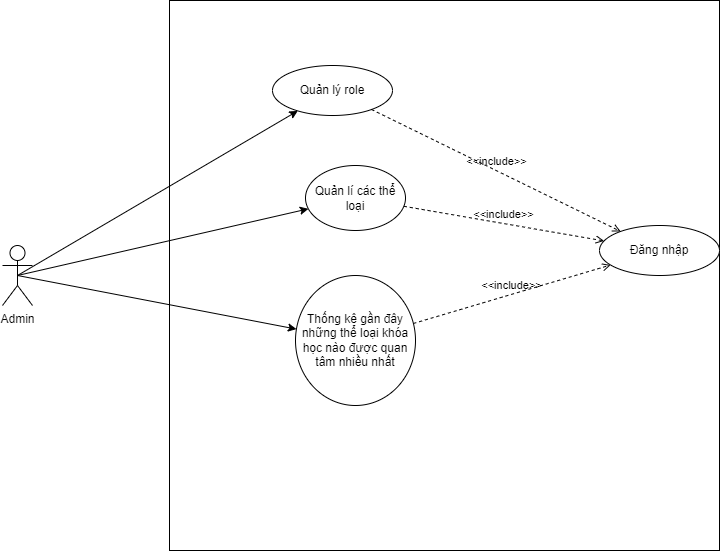 Quản lý role
<<include>>
Quản lí các thể
loại
<<include>>
Đăng nhập
<<include>>
Admin
Thống kê gần đây
những thể loại khóa
học nào được quan
tâm nhiều nhất